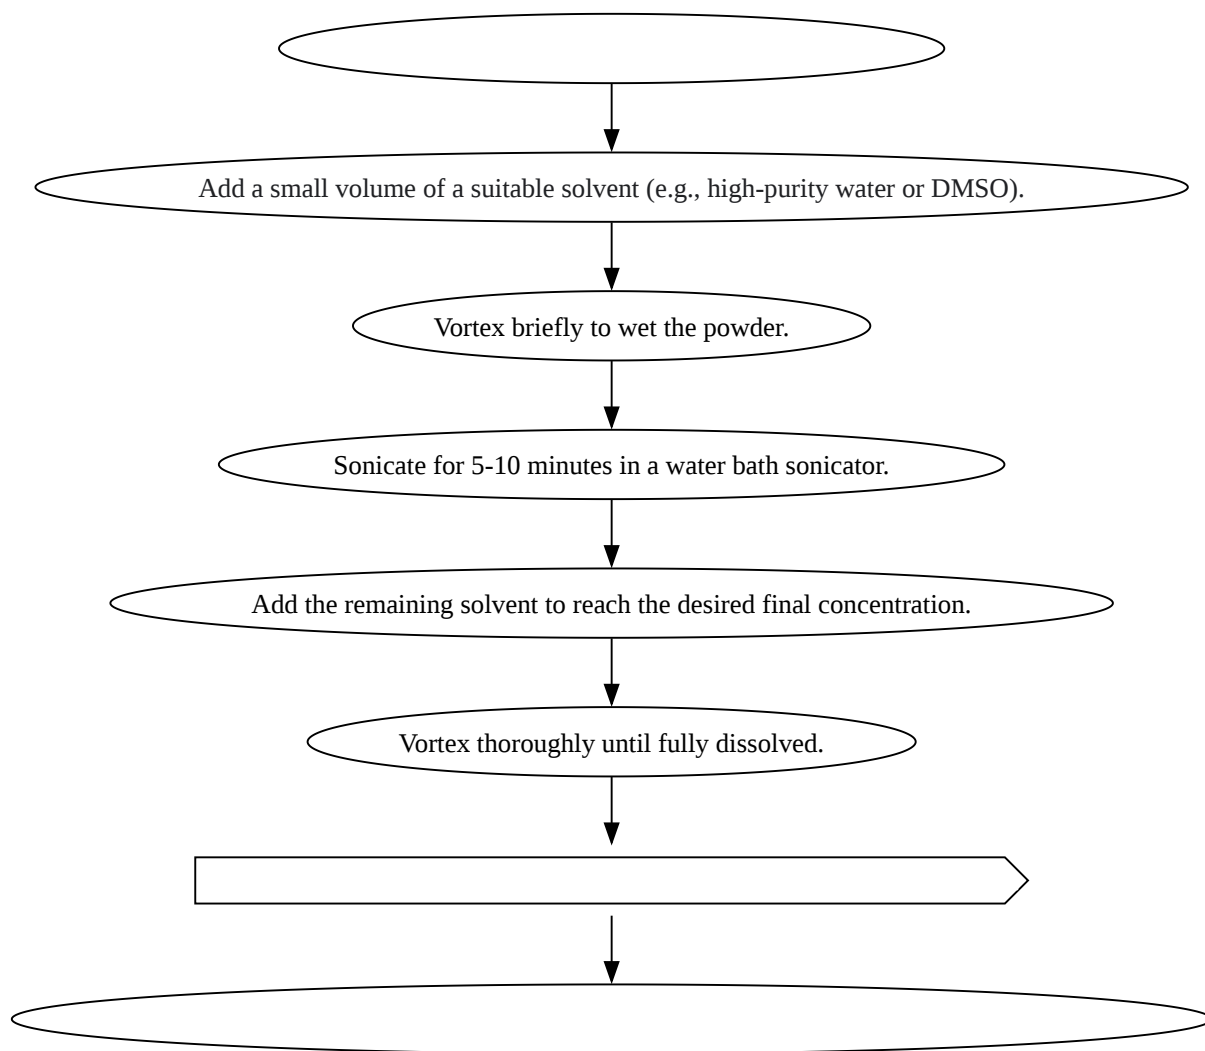 Add a small volume of a suitable solvent (e.g., high-purity water or DMSO).
Vortex briefly to wet the powder.
Sonicate for 5-10 minutes in a water bath sonicator.
Add the remaining solvent to reach the desired final concentration.
Vortex thoroughly until fully dissolved.